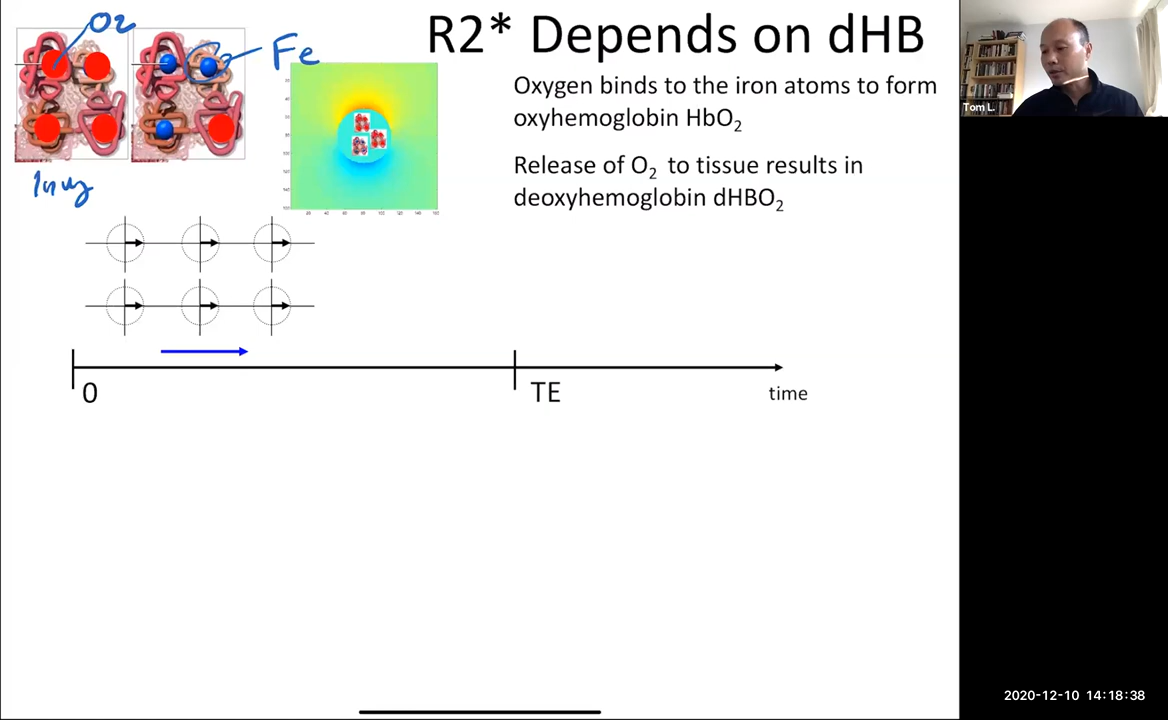 R2* Depends on dHB
O2
Fe
Oxygen binds to the iron atoms to form
oxyhemoglobin HbO₂
Release of O₂ to tissue results in
deoxyhemoglobin dHBO₂
Tom L.
0
TE
time
2020-12-10 14:18:38